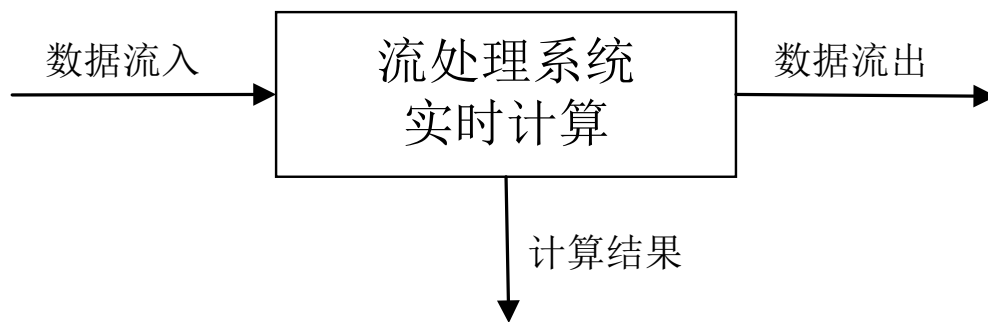 数据流入
流处理系统
实时计算
数据流出
计算结果